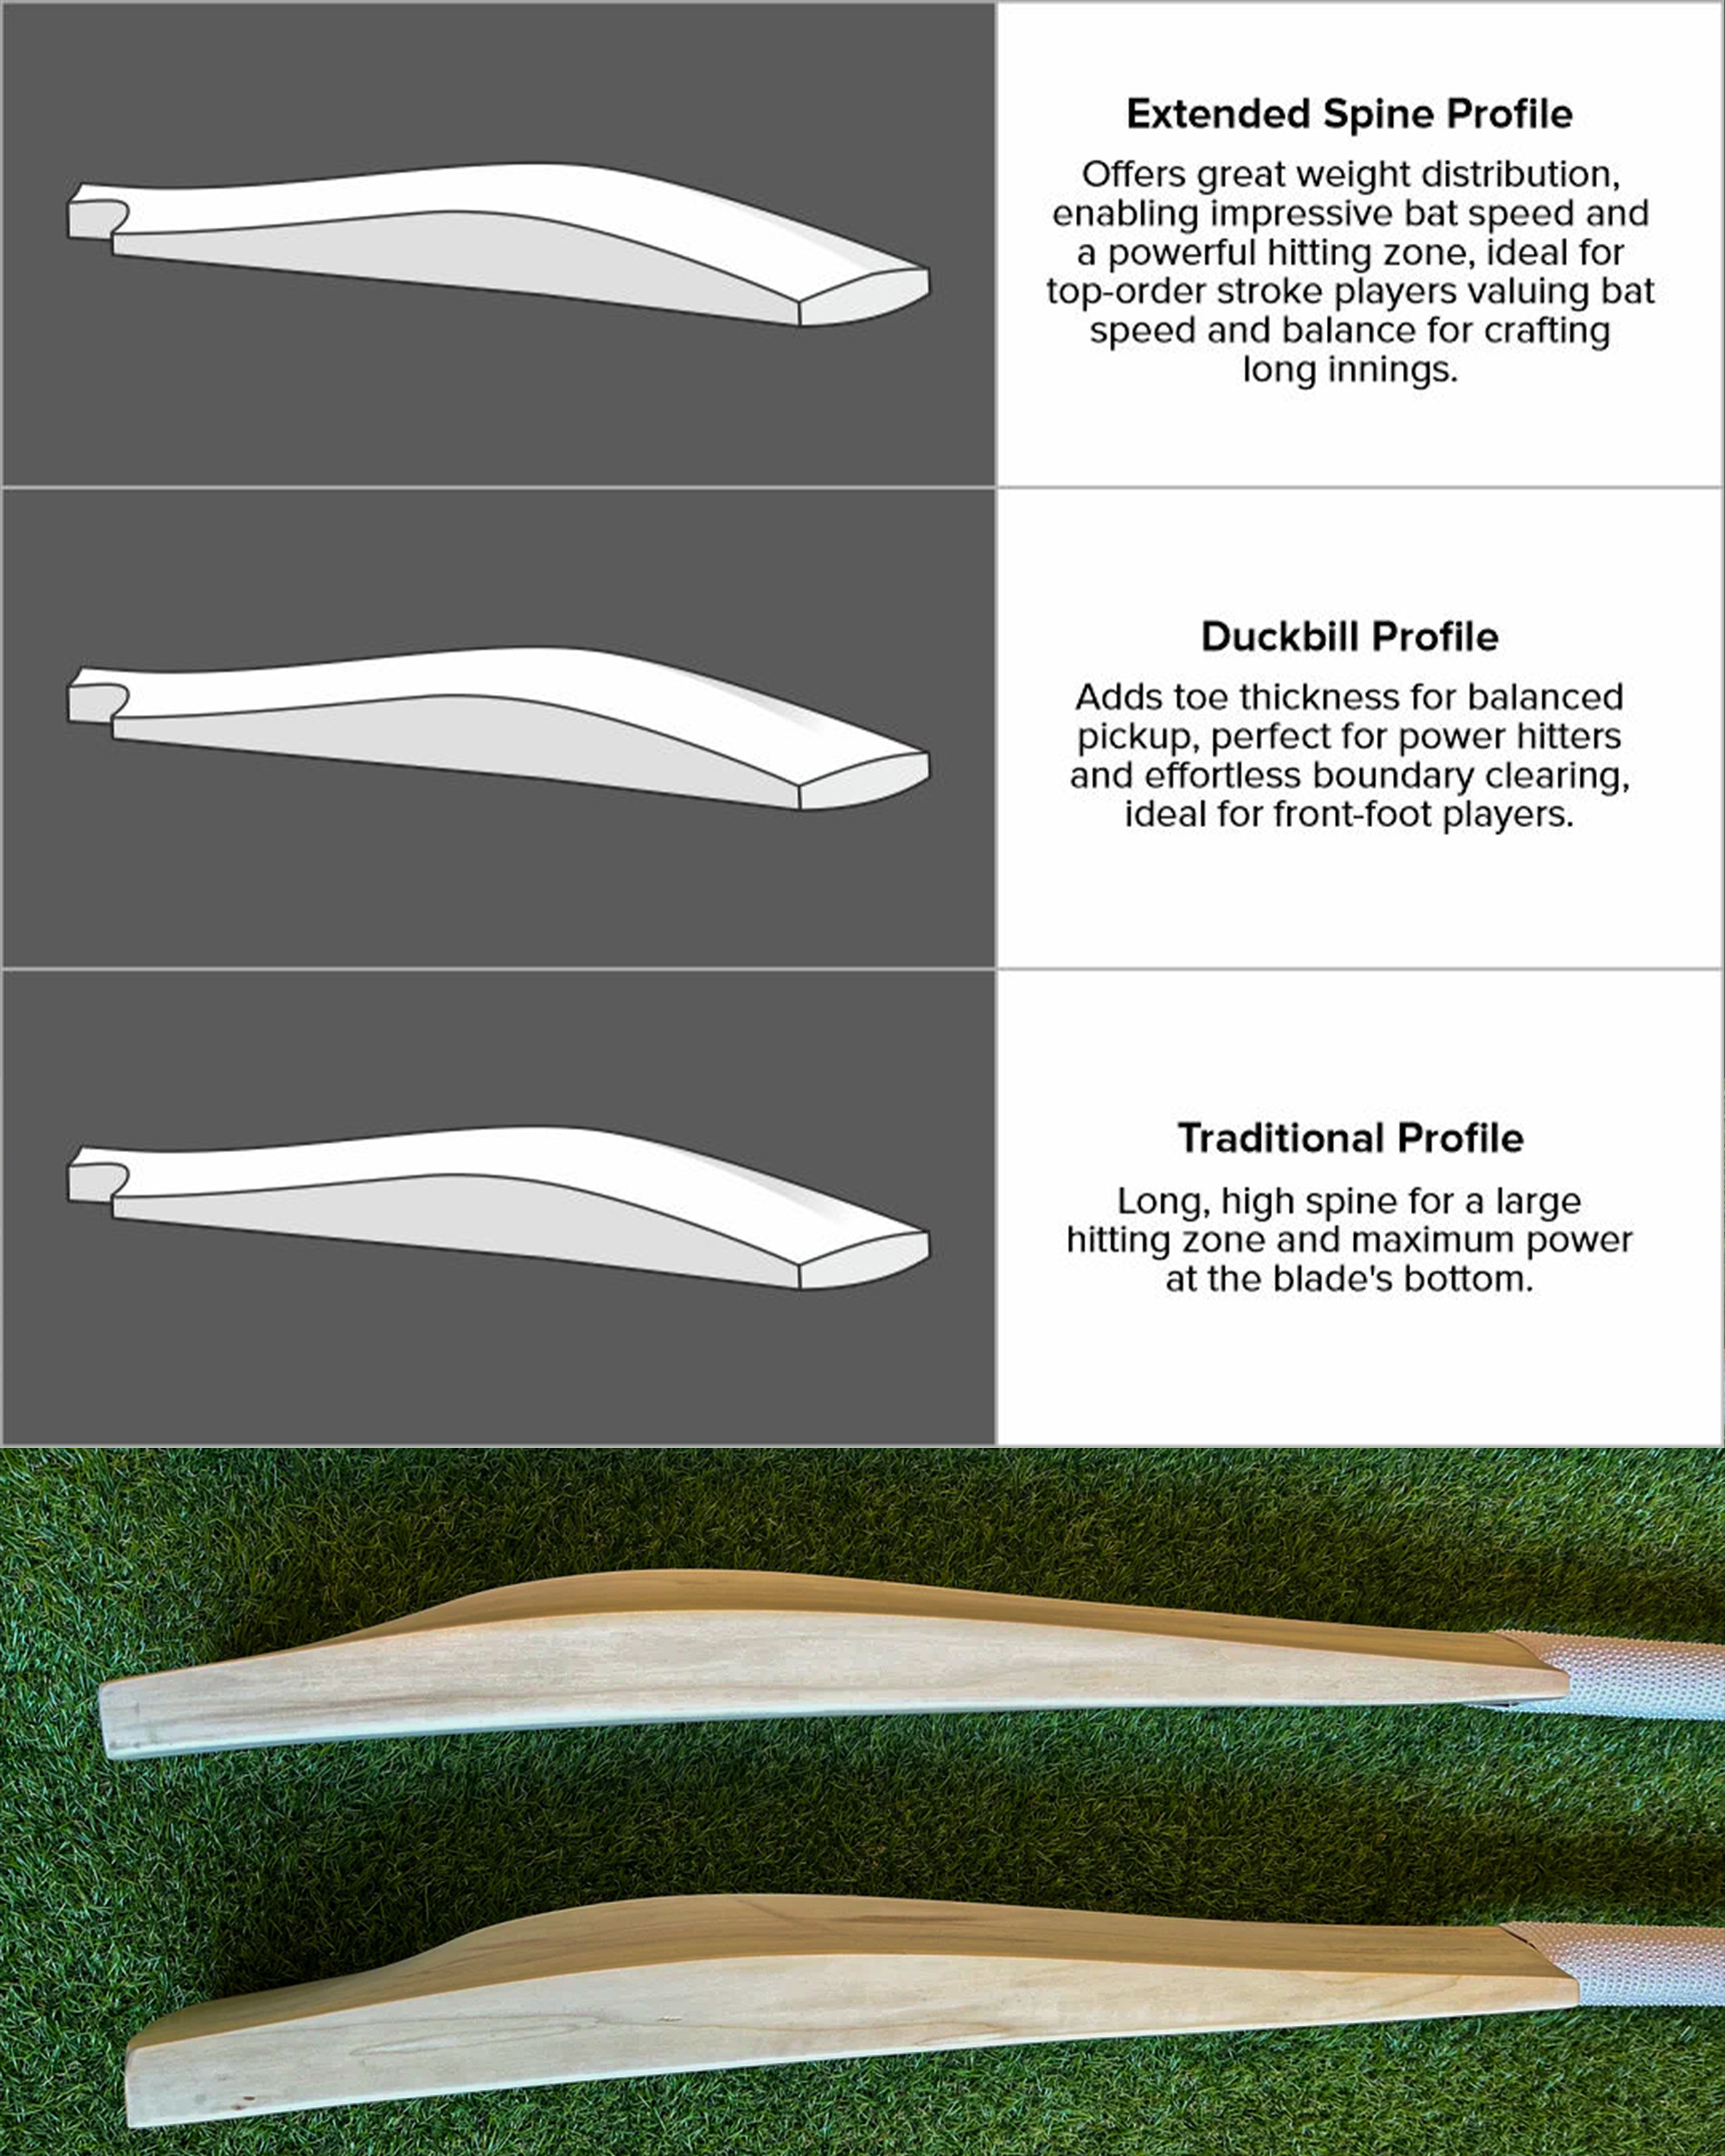 Extended Spine Profile
Offers great weight distribution,
enabling impressive bat speed and
a powerful hitting zone, ideal for
top-order stroke players valuing bat
speed and balance for crafting
long innings.
Duckbill Profile
Adds toe thickness for balanced
pickup, perfect for power hitters
and effortless boundary clearing,
ideal for front-foot players.
Traditional Profile
Long, high spine for a large
hitting zone and maximum power
at the blade's bottom.